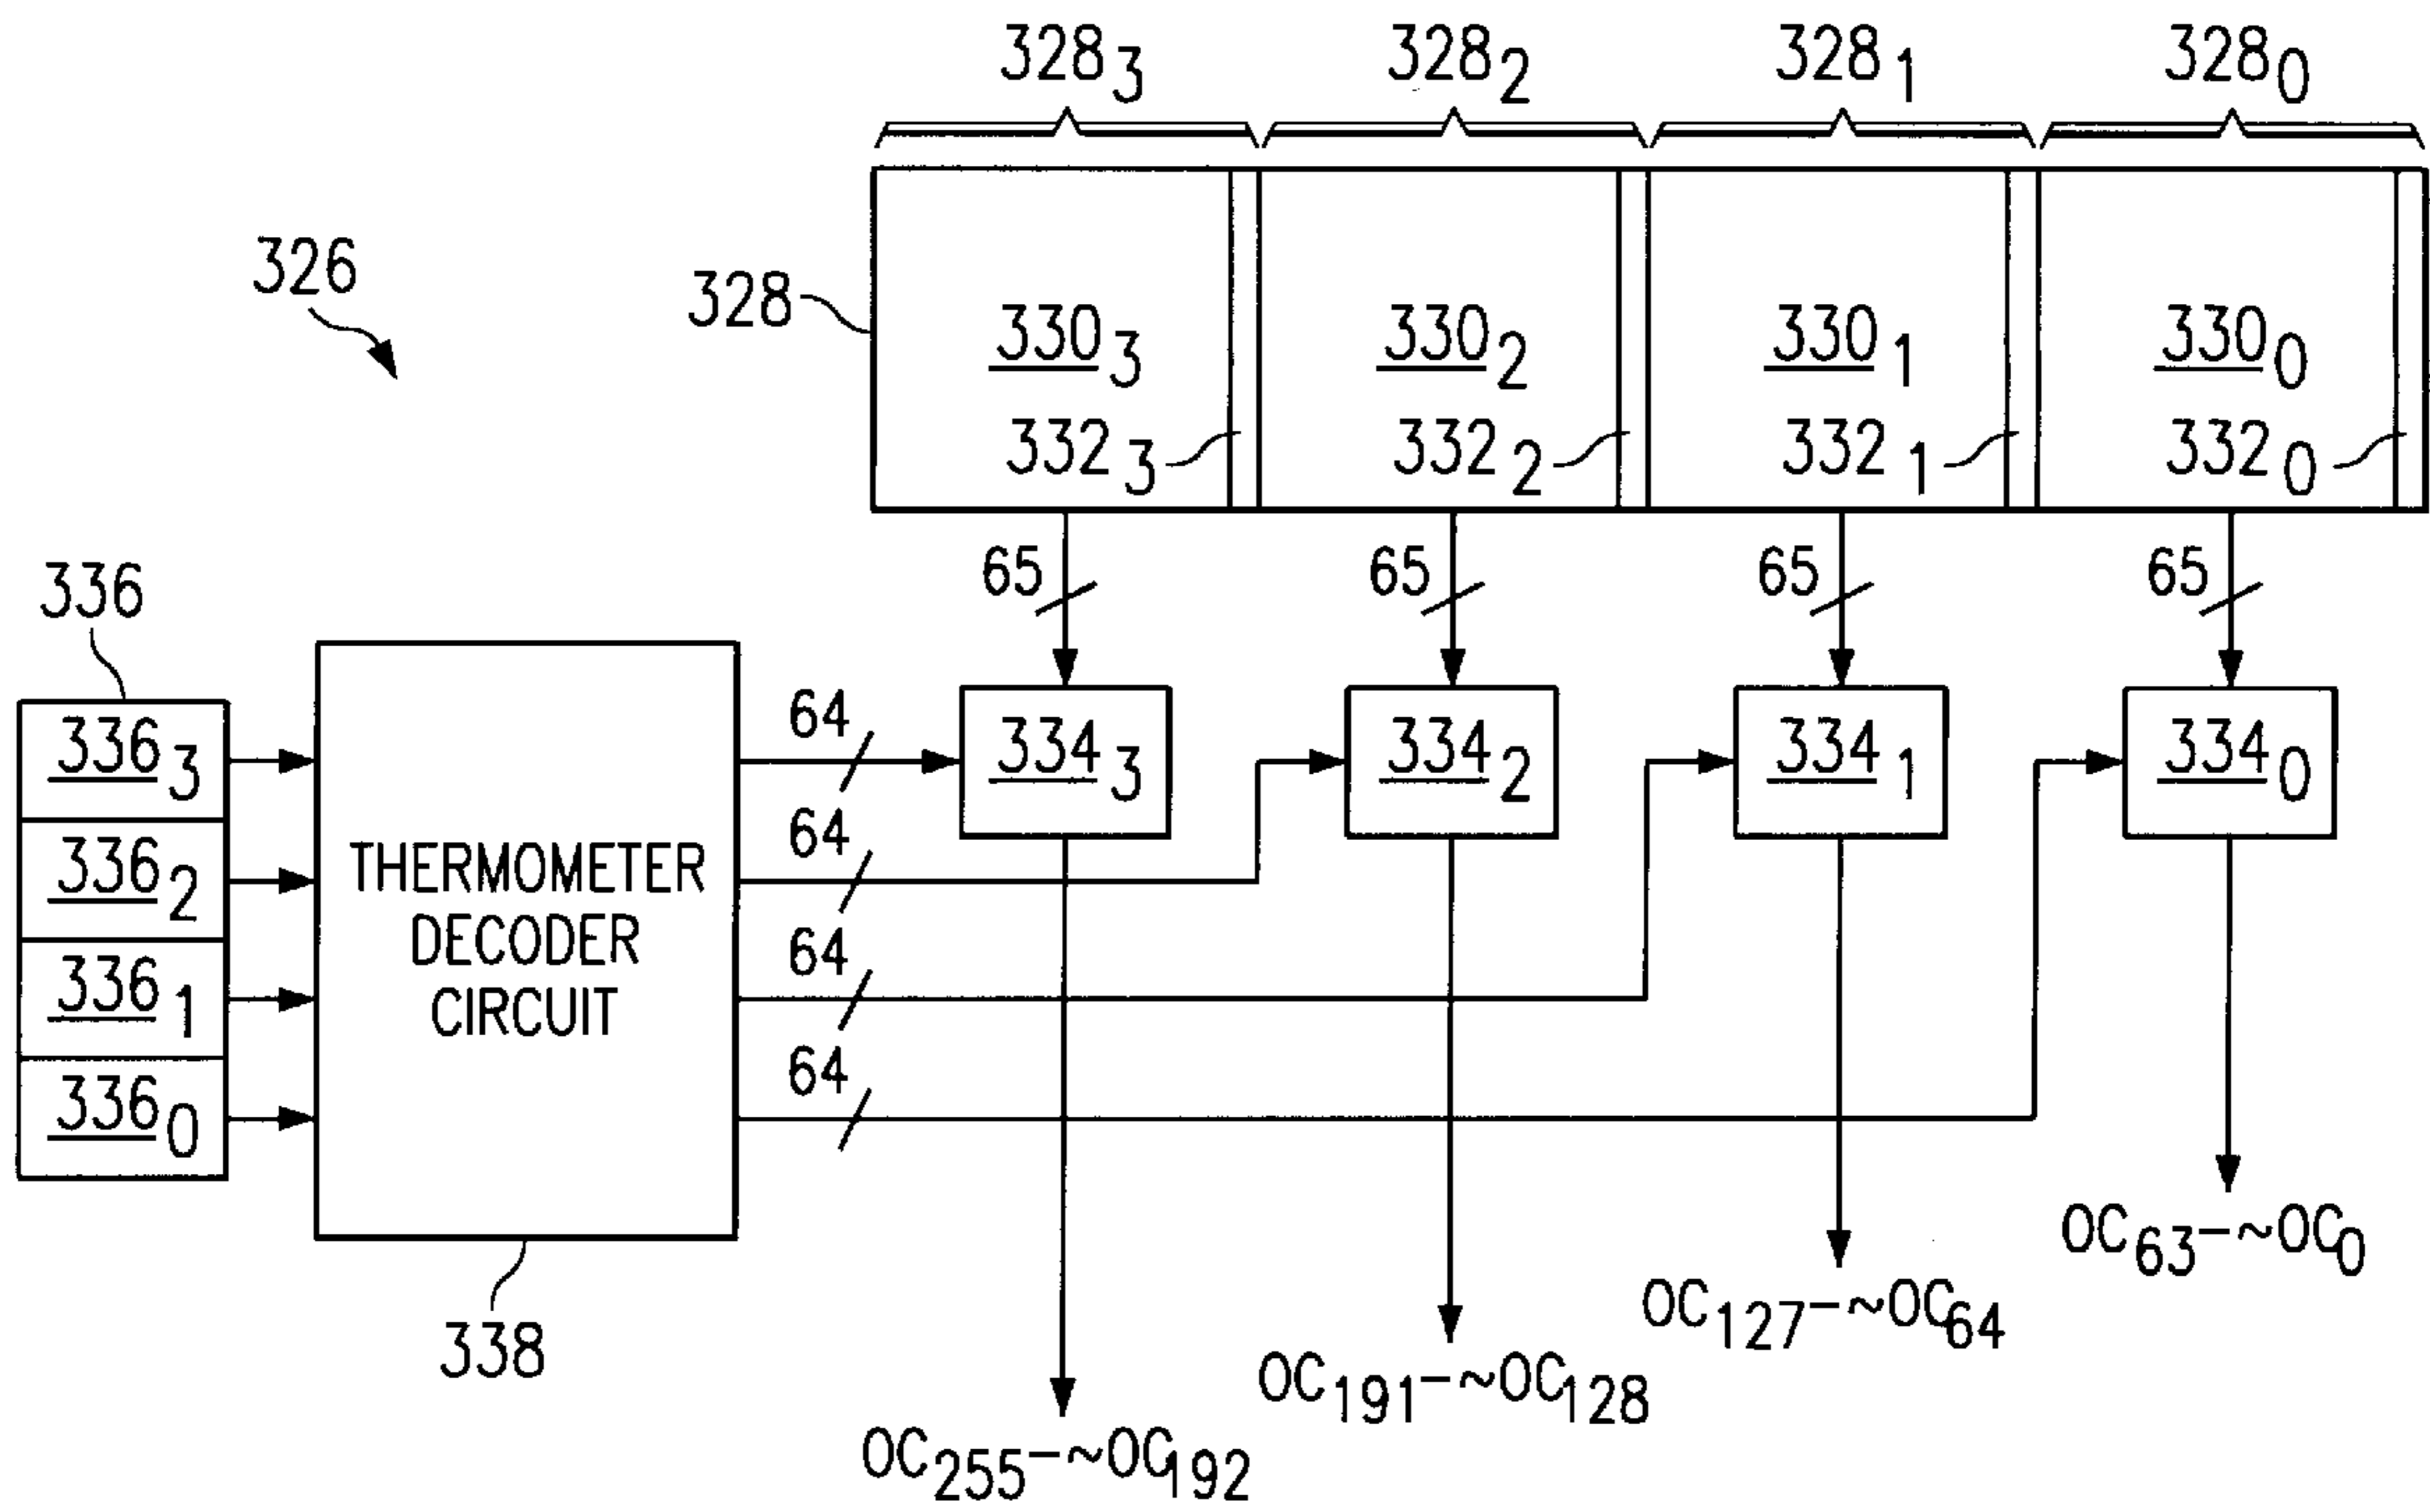 328₃ 328₂ 328₁ 328₀
326
328
330₃ 330₂ 330₁ 330₀
332₃ 332₂ 332₁ 332₀
65 65 65 65
336
336₃
336₂
336₁
336₀
THERMOMETER
DECODER
CIRCUIT
338
64
64
64
64
334₃ 334₂ 334₁ 334₀
OC₆₃-~OC₀
OC₁₂₇-~OC₆₄
OC₁₉₁-~OC₁₂₈
OC₂₅₅-~OC₁₉₂